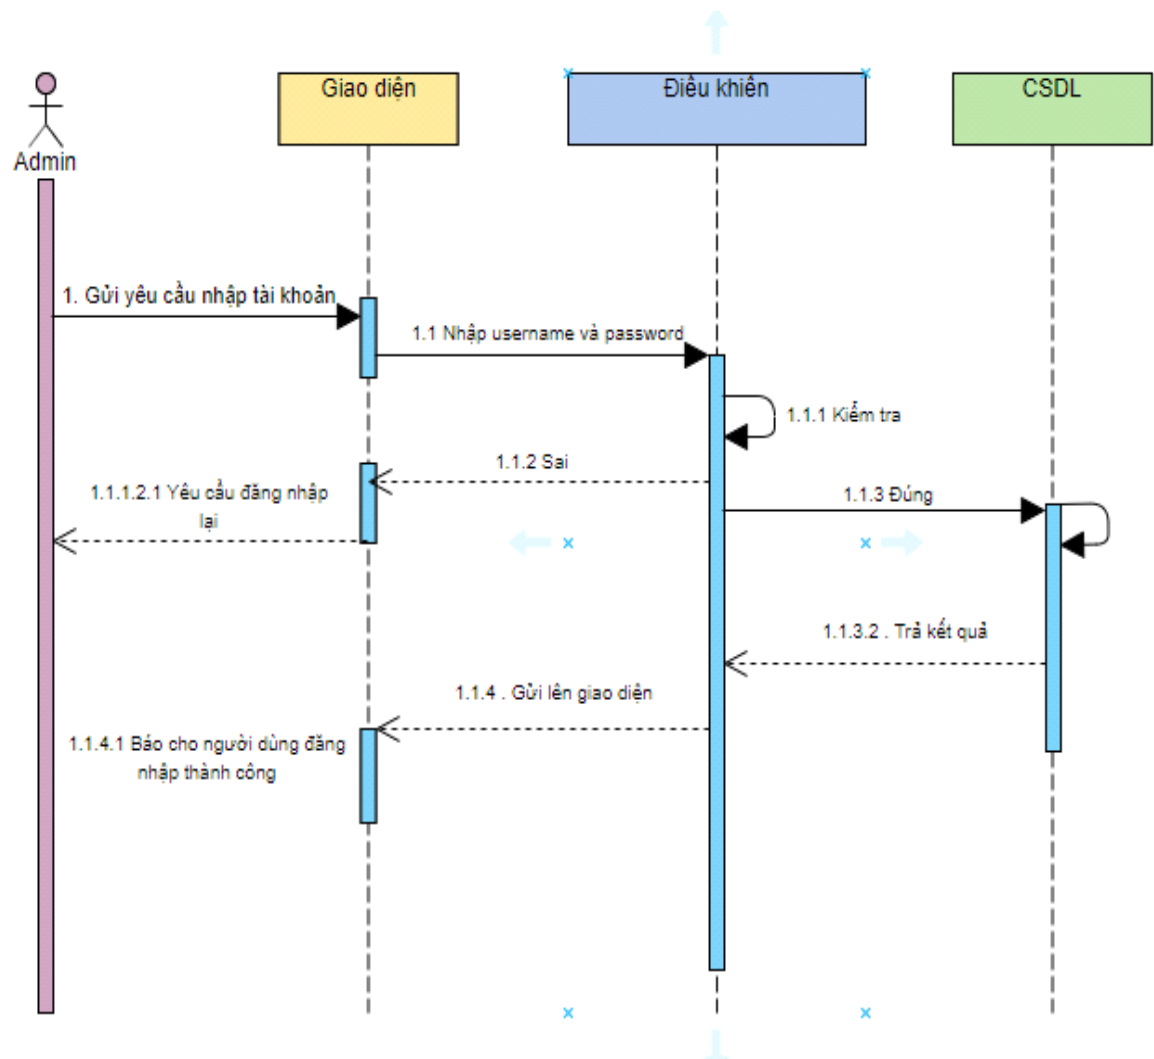 Giao diện
Điều khiển
CSDL
Admin
1. Gửi yêu cầu nhập tài khoản
1.1 Nhập username và password
1.1.1 Kiểm tra
1.1.2 Sai
1.1.1.2.1 Yêu cầu đăng nhập
lại
1.1.3 Đúng
1.1.3.2 . Trả kết quả
1.1.4 . Gửi lên giao diện
1.1.4.1 Báo cho người dùng đăng
nhập thành công